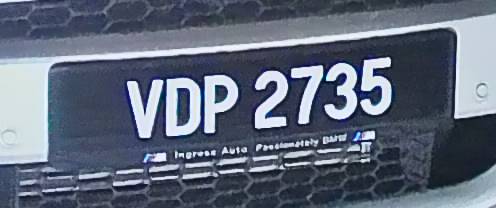 VDP 2735
Ingress Auto Passionately BMW